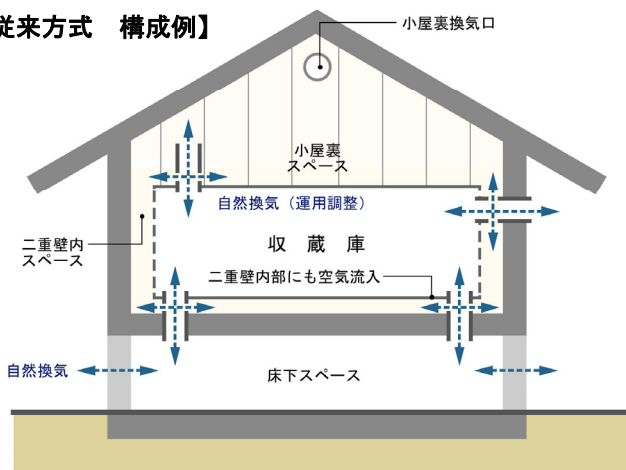 従来方式 構成例】
小屋裏換気口
小屋裏
スペース
自然換気（運用調整）
収 蔵 庫
二重壁内
スペース
二重壁内部にも空気流入
自然換気
床下スペース